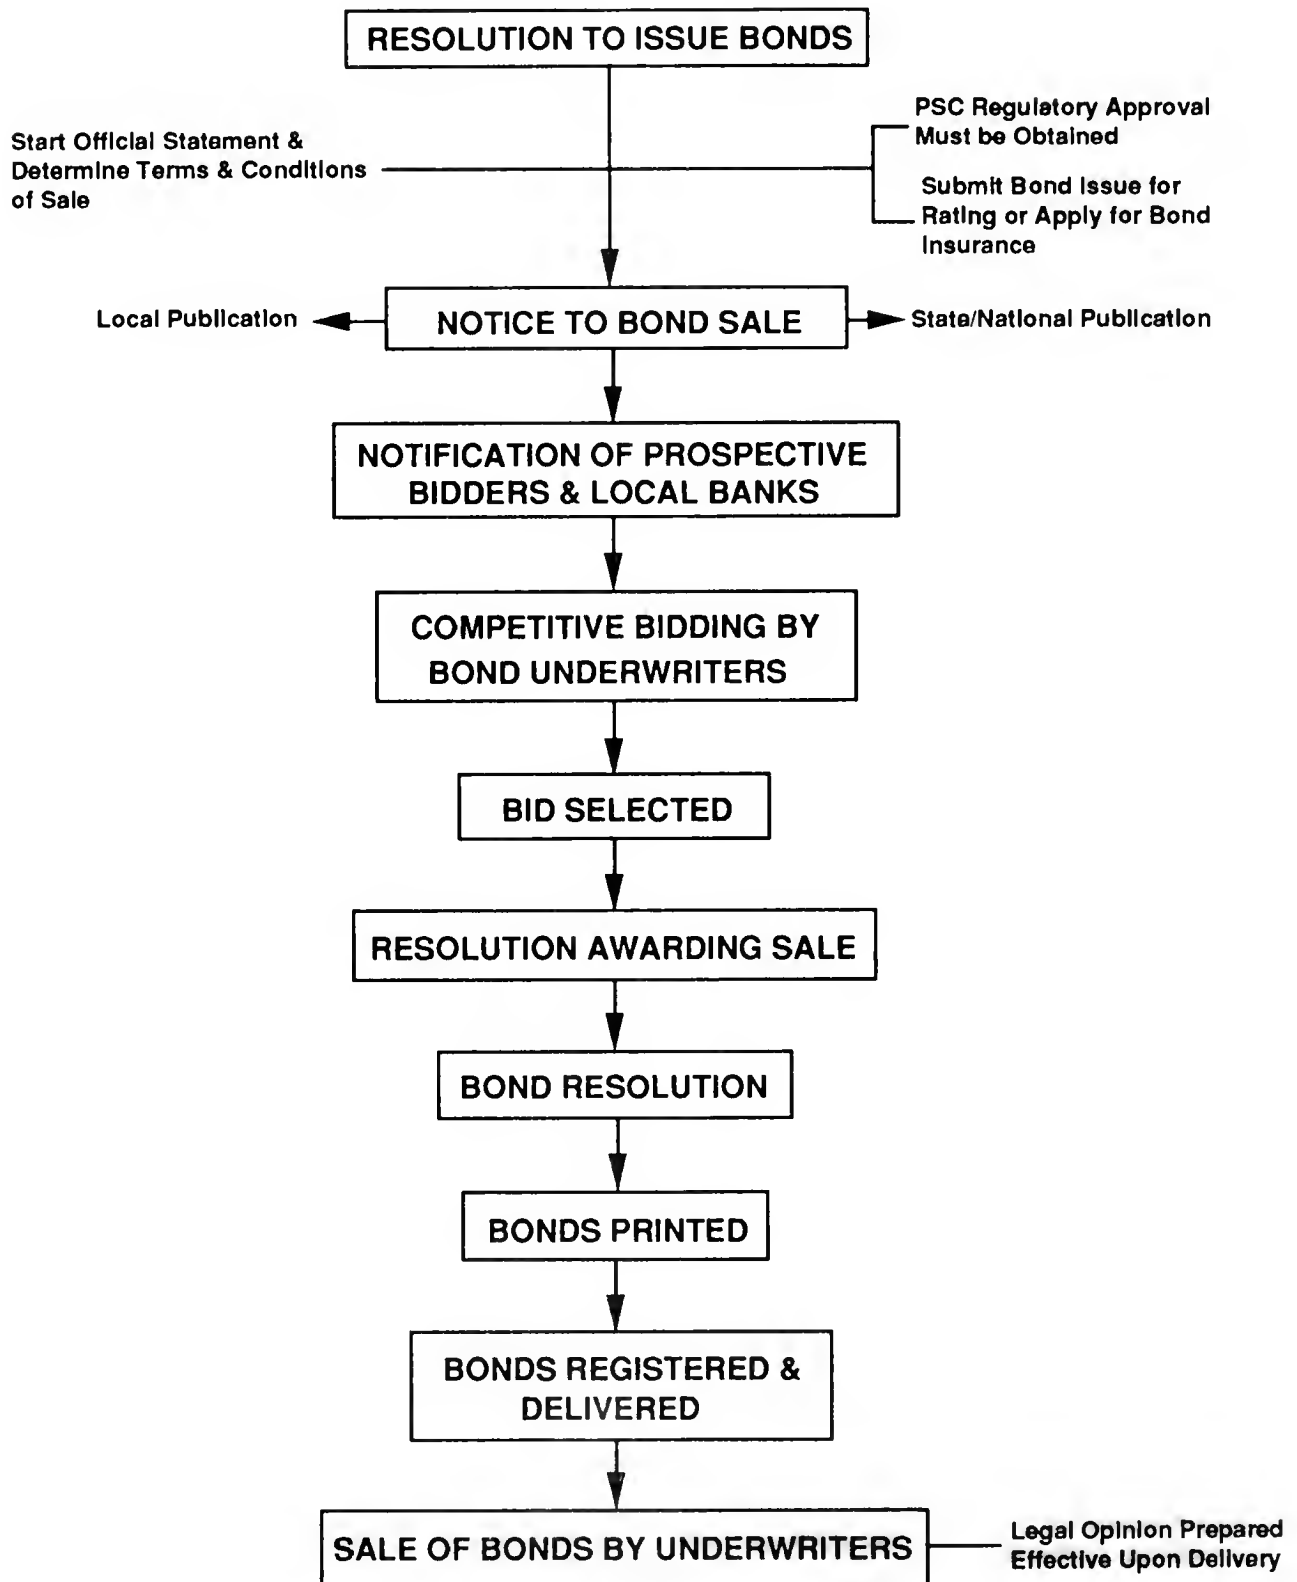 RESOLUTION TO ISSUE BONDS
Start Official Statement &
Determine Terms & Conditions
of Sale
PSC Regulatory Approval
Must be Obtained
Submit Bond Issue for
Rating or Apply for Bond
Insurance
Local Publication
NOTICE TO BOND SALE
State/National Publication
NOTIFICATION OF PROSPECTIVE
BIDDERS & LOCAL BANKS
COMPETITIVE BIDDING BY
BOND UNDERWRITERS
BID SELECTED
RESOLUTION AWARDING SALE
BOND RESOLUTION
BONDS PRINTED
BONDS REGISTERED &
DELIVERED
SALE OF BONDS BY UNDERWRITERS
Legal Opinion Prepared
Effective Upon Delivery